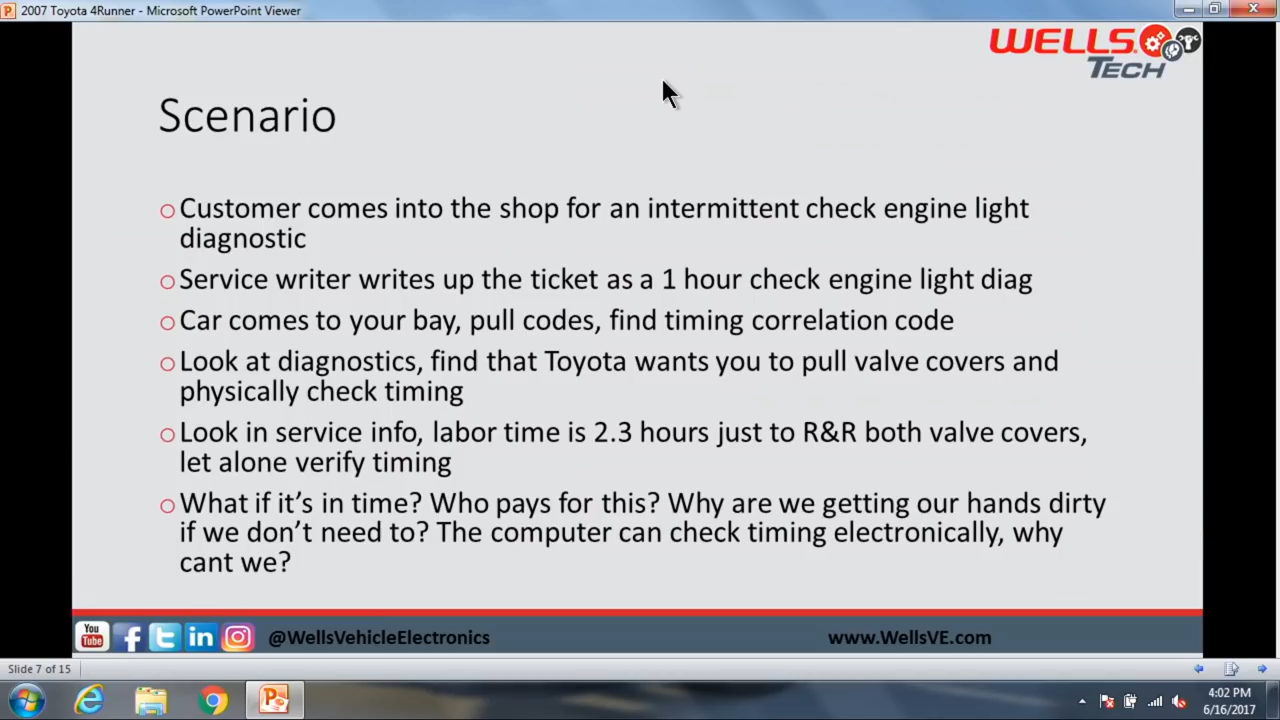 2007 Toyota 4Runner - Microsoft PowerPoint Viewer
WELLS
TECH
Scenario
Customer comes into the shop for an intermittent check engine light
diagnostic
Service writer writes up the ticket as a 1 hour check engine light diag
Car comes to your bay, pull codes, find timing correlation code
Look at diagnostics, find that Toyota wants you to pull valve covers and
physically check timing
Look in service info, labor time is 2.3 hours just to R&R both valve covers,
let alone verify timing
What if it’s in time? Who pays for this? Why are we getting our hands dirty
if we don’t need to? The computer can check timing electronically, why
cant we?
You
Tube
@WellsVehicleElectronics
www.WellsVE.com
Slide 7 of 15
4:02 PM
6/16/2017